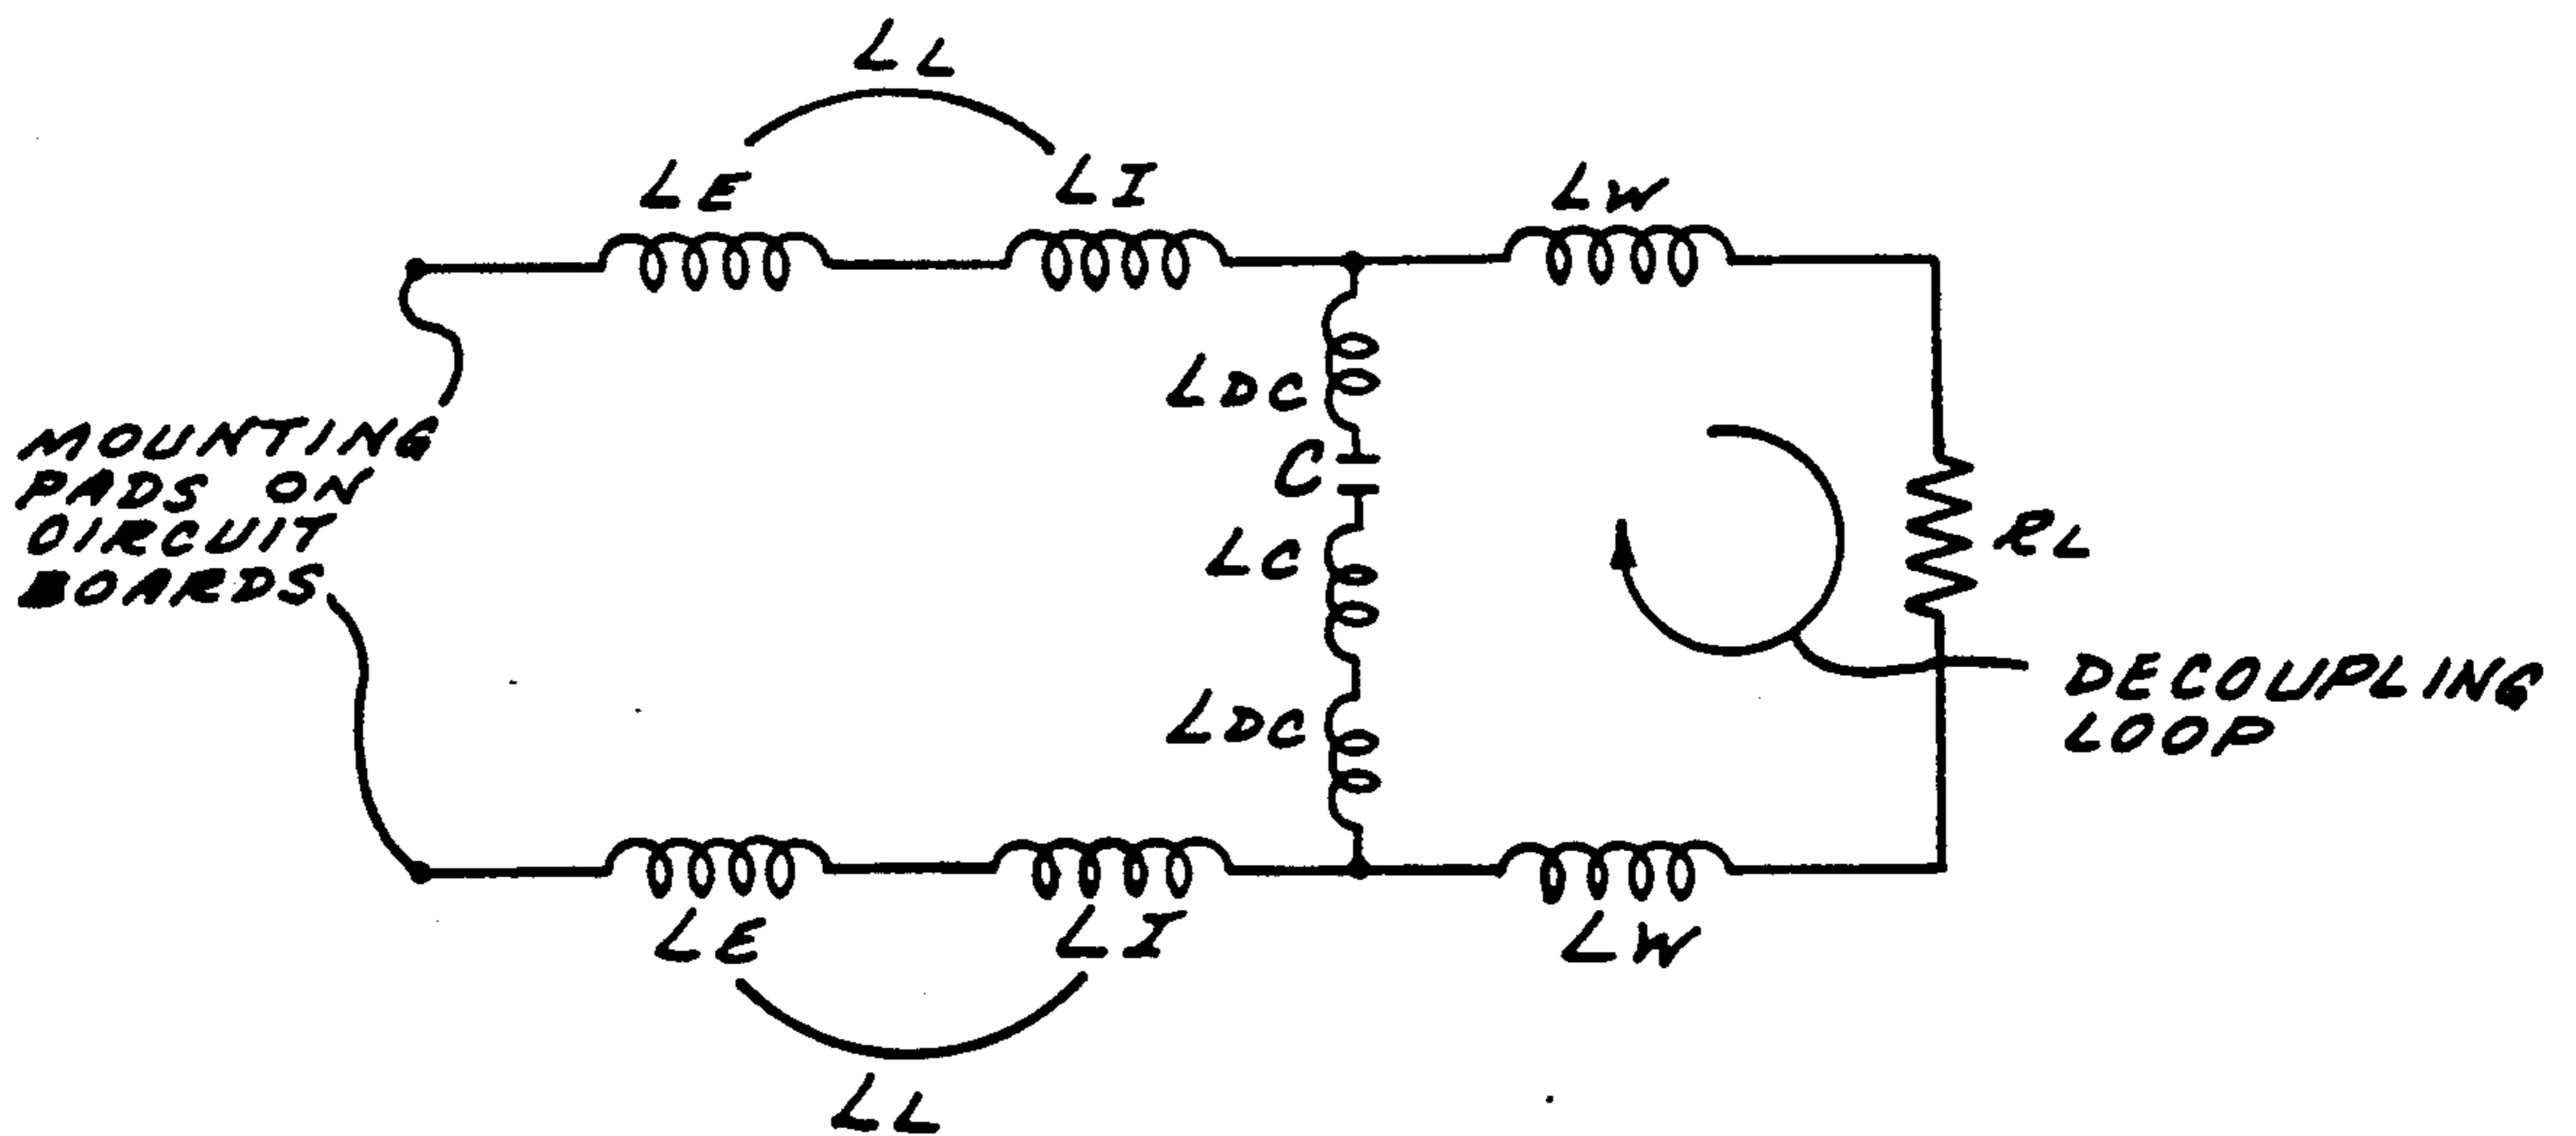 LL
LE
LI
LW
LDC
C
LC
LDC
RL
MOUNTING
PADS ON
CIRCUIT
BOARDS
DECOUPLING
LOOP
LE
LI
LW
LL